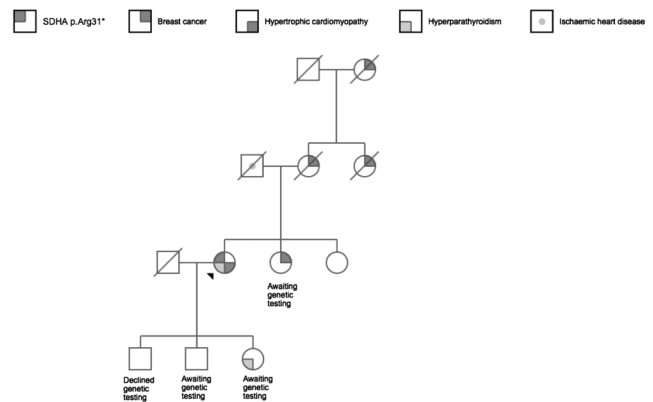 SDHA p.Arg31*
Breast cancer
Hypertrophic cardiomyopathy
Hyperparathyroidism
Ischaemic heart disease
Awaiting
genetic
testing
Declined
genetic
testing
Awaiting
genetic
testing
Awaiting
genetic
testing